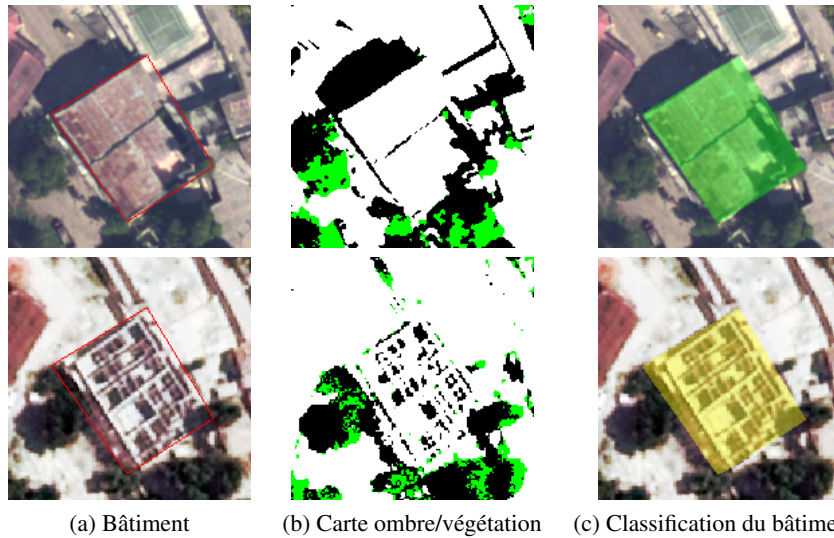 (a) Bâtiment
(b) Carte ombre/végétation
(c) Classification du bâtime